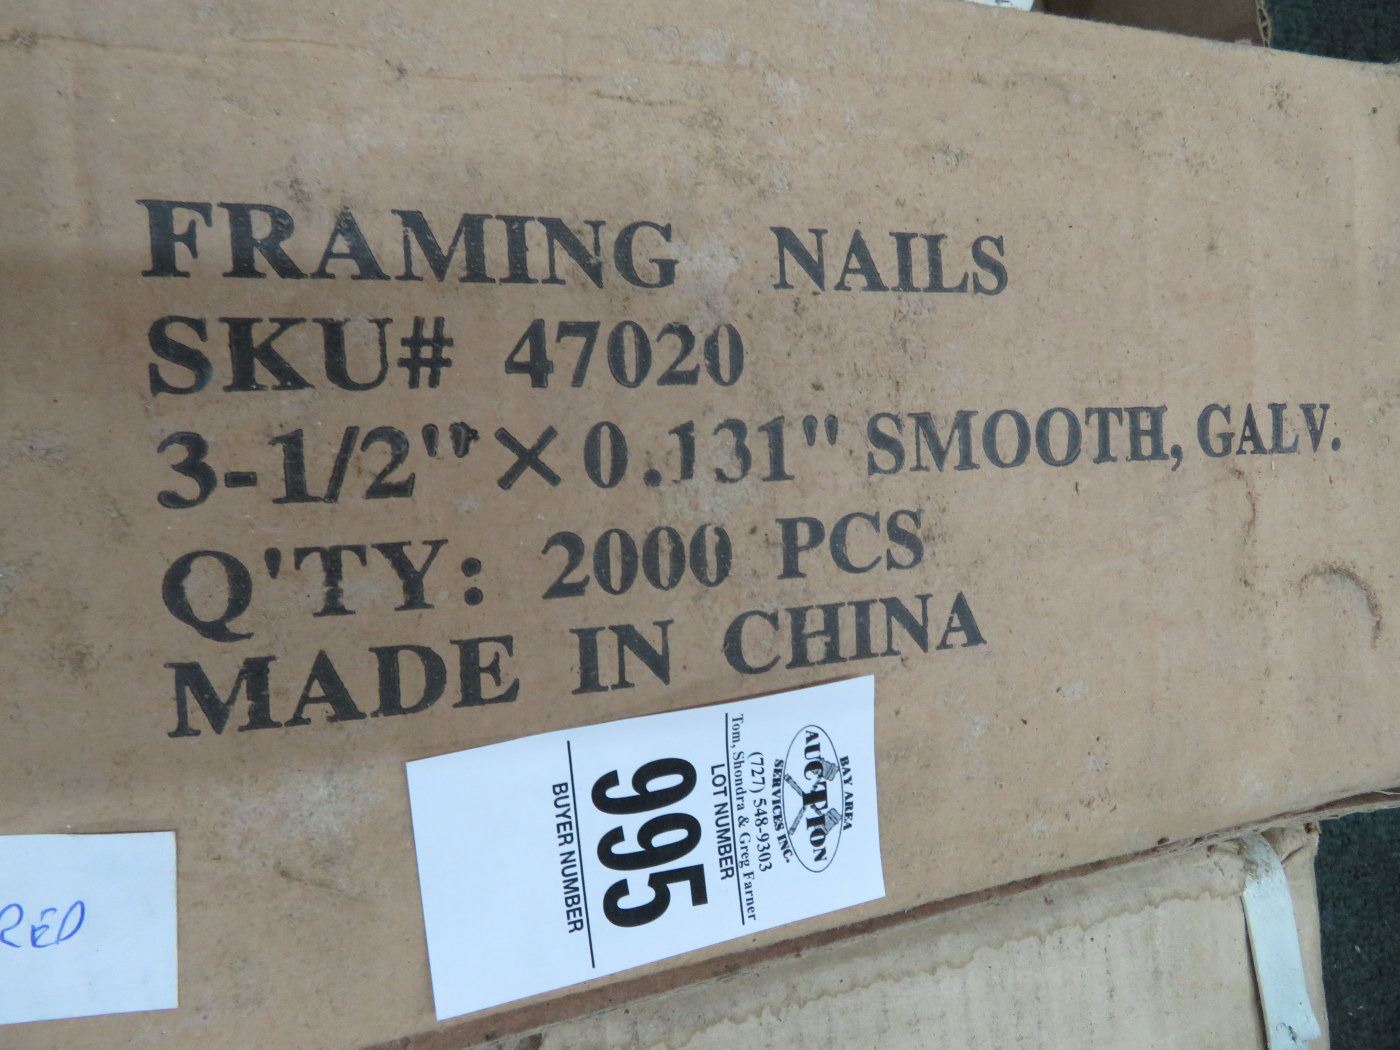 FRAMING NAILS
SKU# 47020
3-1/2" × 0.131" SMOOTH, GALV.
Q'TY: 2000 PCS
MADE IN CHINA
BAY AREA
AUCTION
SERVICES INC.
(727) 548-9303
Tom, Shondra & Greg Farner
LOT NUMBER
995
BUYER NUMBER
RED